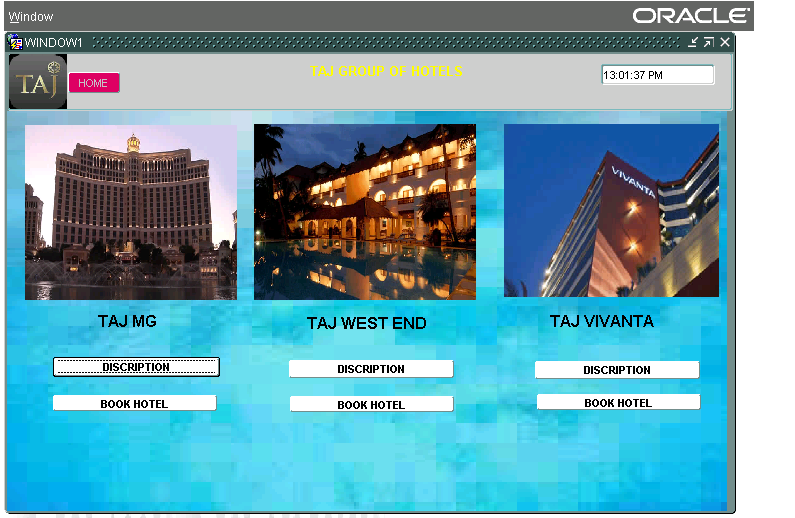 Window
ORACLE
WINDOW1
TAJ
HOME
TAJ GROUP OF HOTELS
13:01:37 PM
VIVANTA
TAJ MG
TAJ WEST END
TAJ VIVANTA
DISCRIPTION
DISCRIPTION
DISCRIPTION
BOOK HOTEL
BOOK HOTEL
BOOK HOTEL